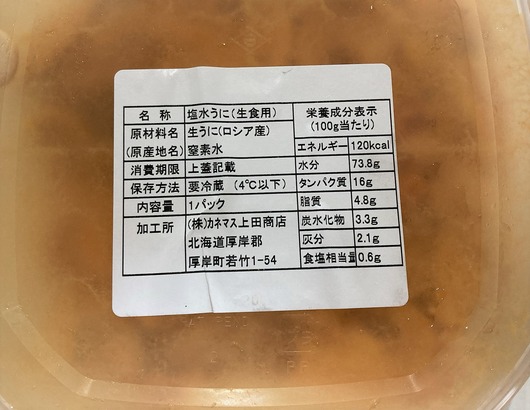 名称 塩水うに(生食用)
原材料名 生うに(ロシア産)
(原産地名) 窒素水
消費期限 上蓋記載
保存方法 要冷蔵 (4℃以下)
内容量 1パック
加工所 (株)カネマス上田商店
北海道厚岸郡
厚岸町若竹1-54
栄養成分表示
(100g当たり)
エネルギー 120kcal
水分 73.8g
タンパク質 16g
脂質 4.8g
炭水化物 3.3g
灰分 2.1g
食塩相当量 0.6g